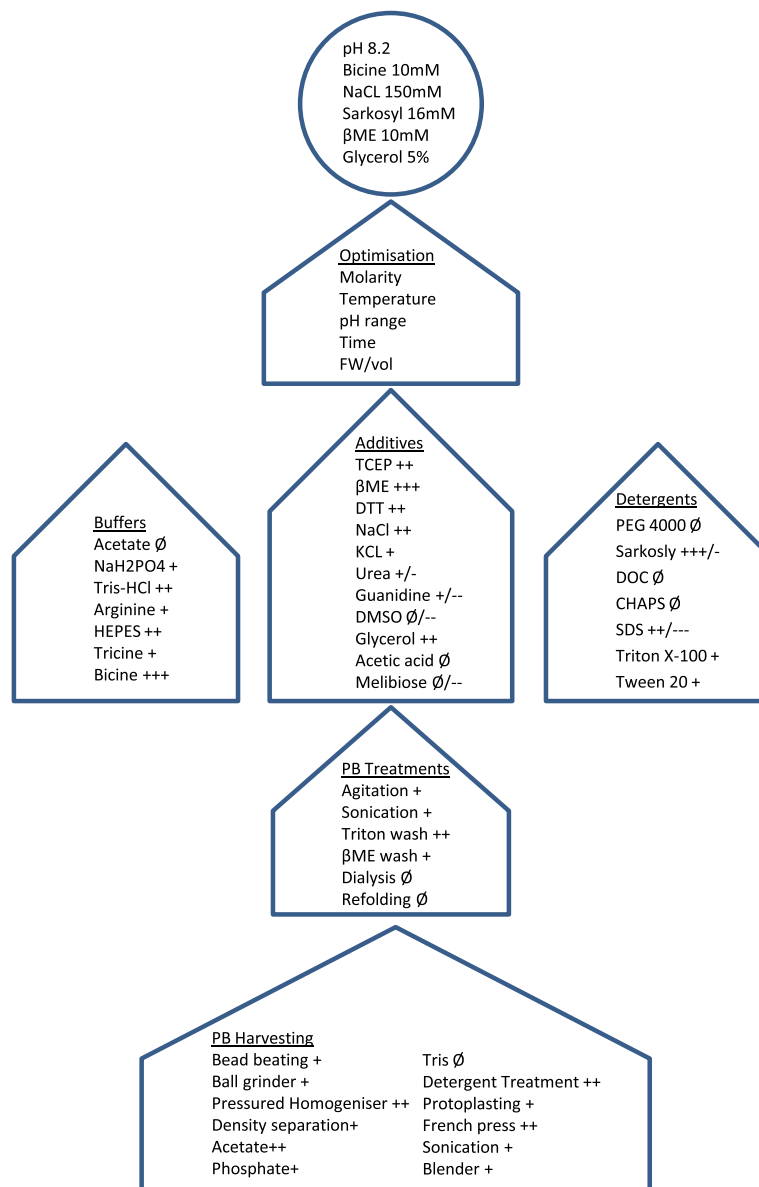 pH 8.2
Bicine 10mM
NaCL 150mM
Sarkosyl 16mM
βME 10mM
Glycerol 5%
Optimisation
Molarity
Temperature
pH range
Time
FW/vol
Buffers
Acetate Ø
NaH2PO4 +
Tris-HCl ++
Arginine +
HEPES ++
Tricine +
Bicine +++
Additives
TCEP ++
βME +++
DTT ++
NaCl ++
KCL +
Urea +/-
Guanidine +/--
DMSO Ø/--
Glycerol ++
Acetic acid Ø
Melibiose Ø/--
Detergents
PEG 4000 Ø
Sarkosly +++/-
DOC Ø
CHAPS Ø
SDS ++/---
Triton X-100 +
Tween 20 +
PB Treatments
Agitation +
Sonication +
Triton wash ++
βME wash +
Dialysis Ø
Refolding Ø
PB Harvesting
Bead beating +
Ball grinder +
Pressured Homogeniser ++
Density separation+
Acetate++
Phosphate+
Tris Ø
Detergent Treatment ++
Protoplasting +
French press ++
Sonication +
Blender +